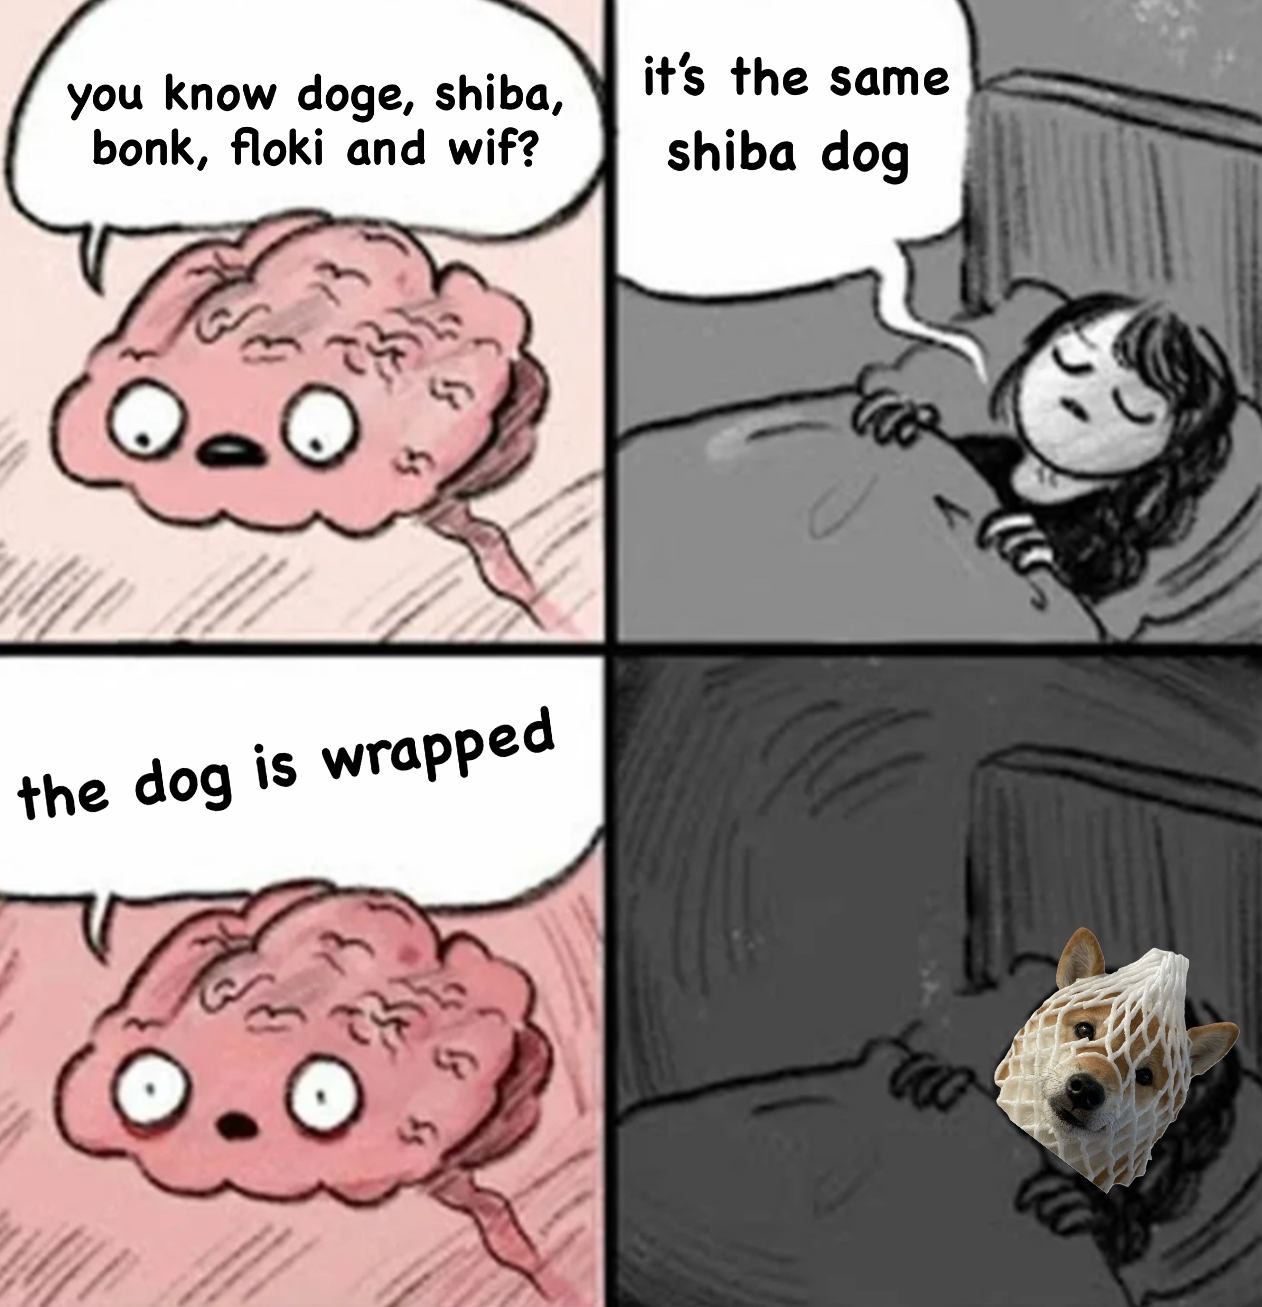 you know doge, shiba,
bonk, floki and wif?
it's the same
shiba dog
the dog is wrapped